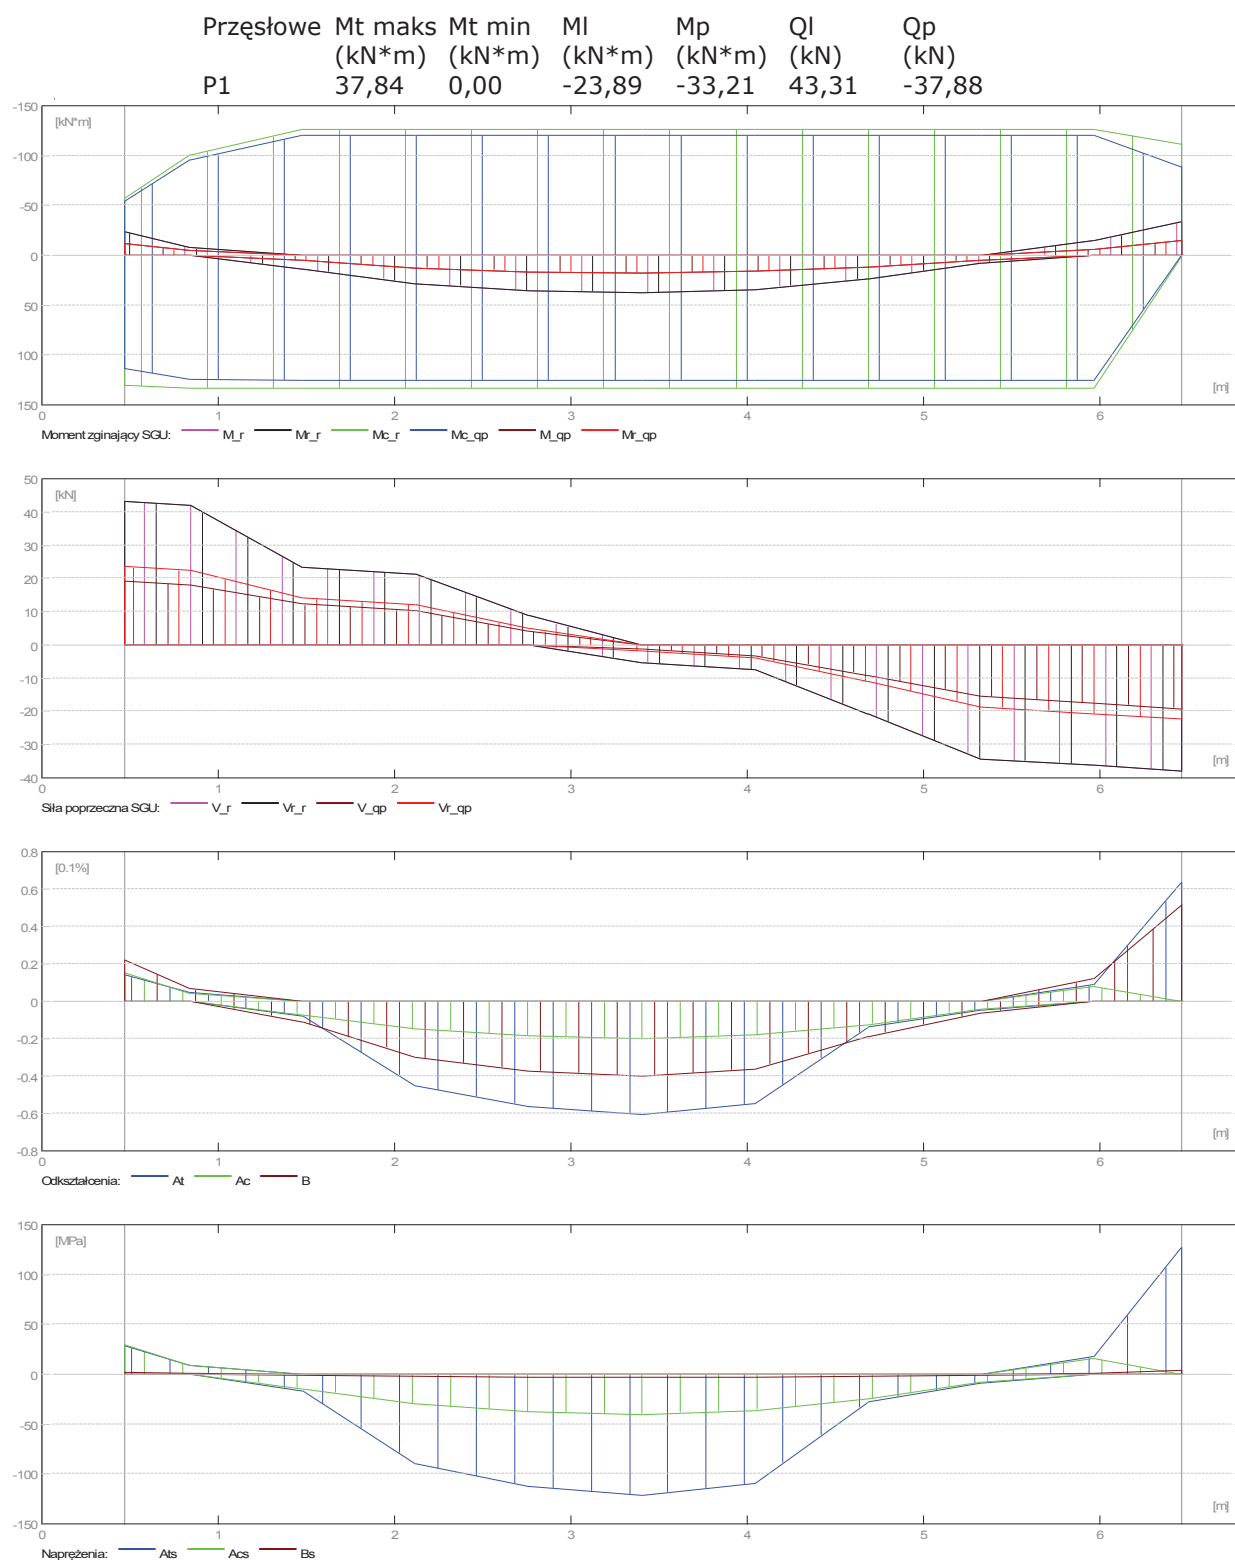 Przęsłowe Mt maks Mt min Ml Mp Ql Qp
(kN*m) (kN*m) (kN*m) (kN*m) (kN) (kN)
P1 37,84 0,00 -23,89 -33,21 43,31 -37,88
-150
[kN*m]
-100
-50
0
50
100
[m]
150
0 1 2 3 4 5 6
Moment zginający SGU: M_r Mr_r Mc_r Mc_qp M_qp Mr_qp
50
[kN]
40
30
20
10
0
-10
-20
-30
[m]
-40
0 1 2 3 4 5 6
Siła poprzeczna SGU: V_r Vr_r V_qp Vr_qp
0.8
[0.1%]
0.6
0.4
0.2
0
-0.2
-0.4
-0.6
[m]
-0.8
0 1 2 3 4 5 6
Odkształcenia: At Ac B
150
[MPa]
100
50
0
-50
-100
[m]
-150
0 1 2 3 4 5 6
Naprężenia: Ats Acs Bs